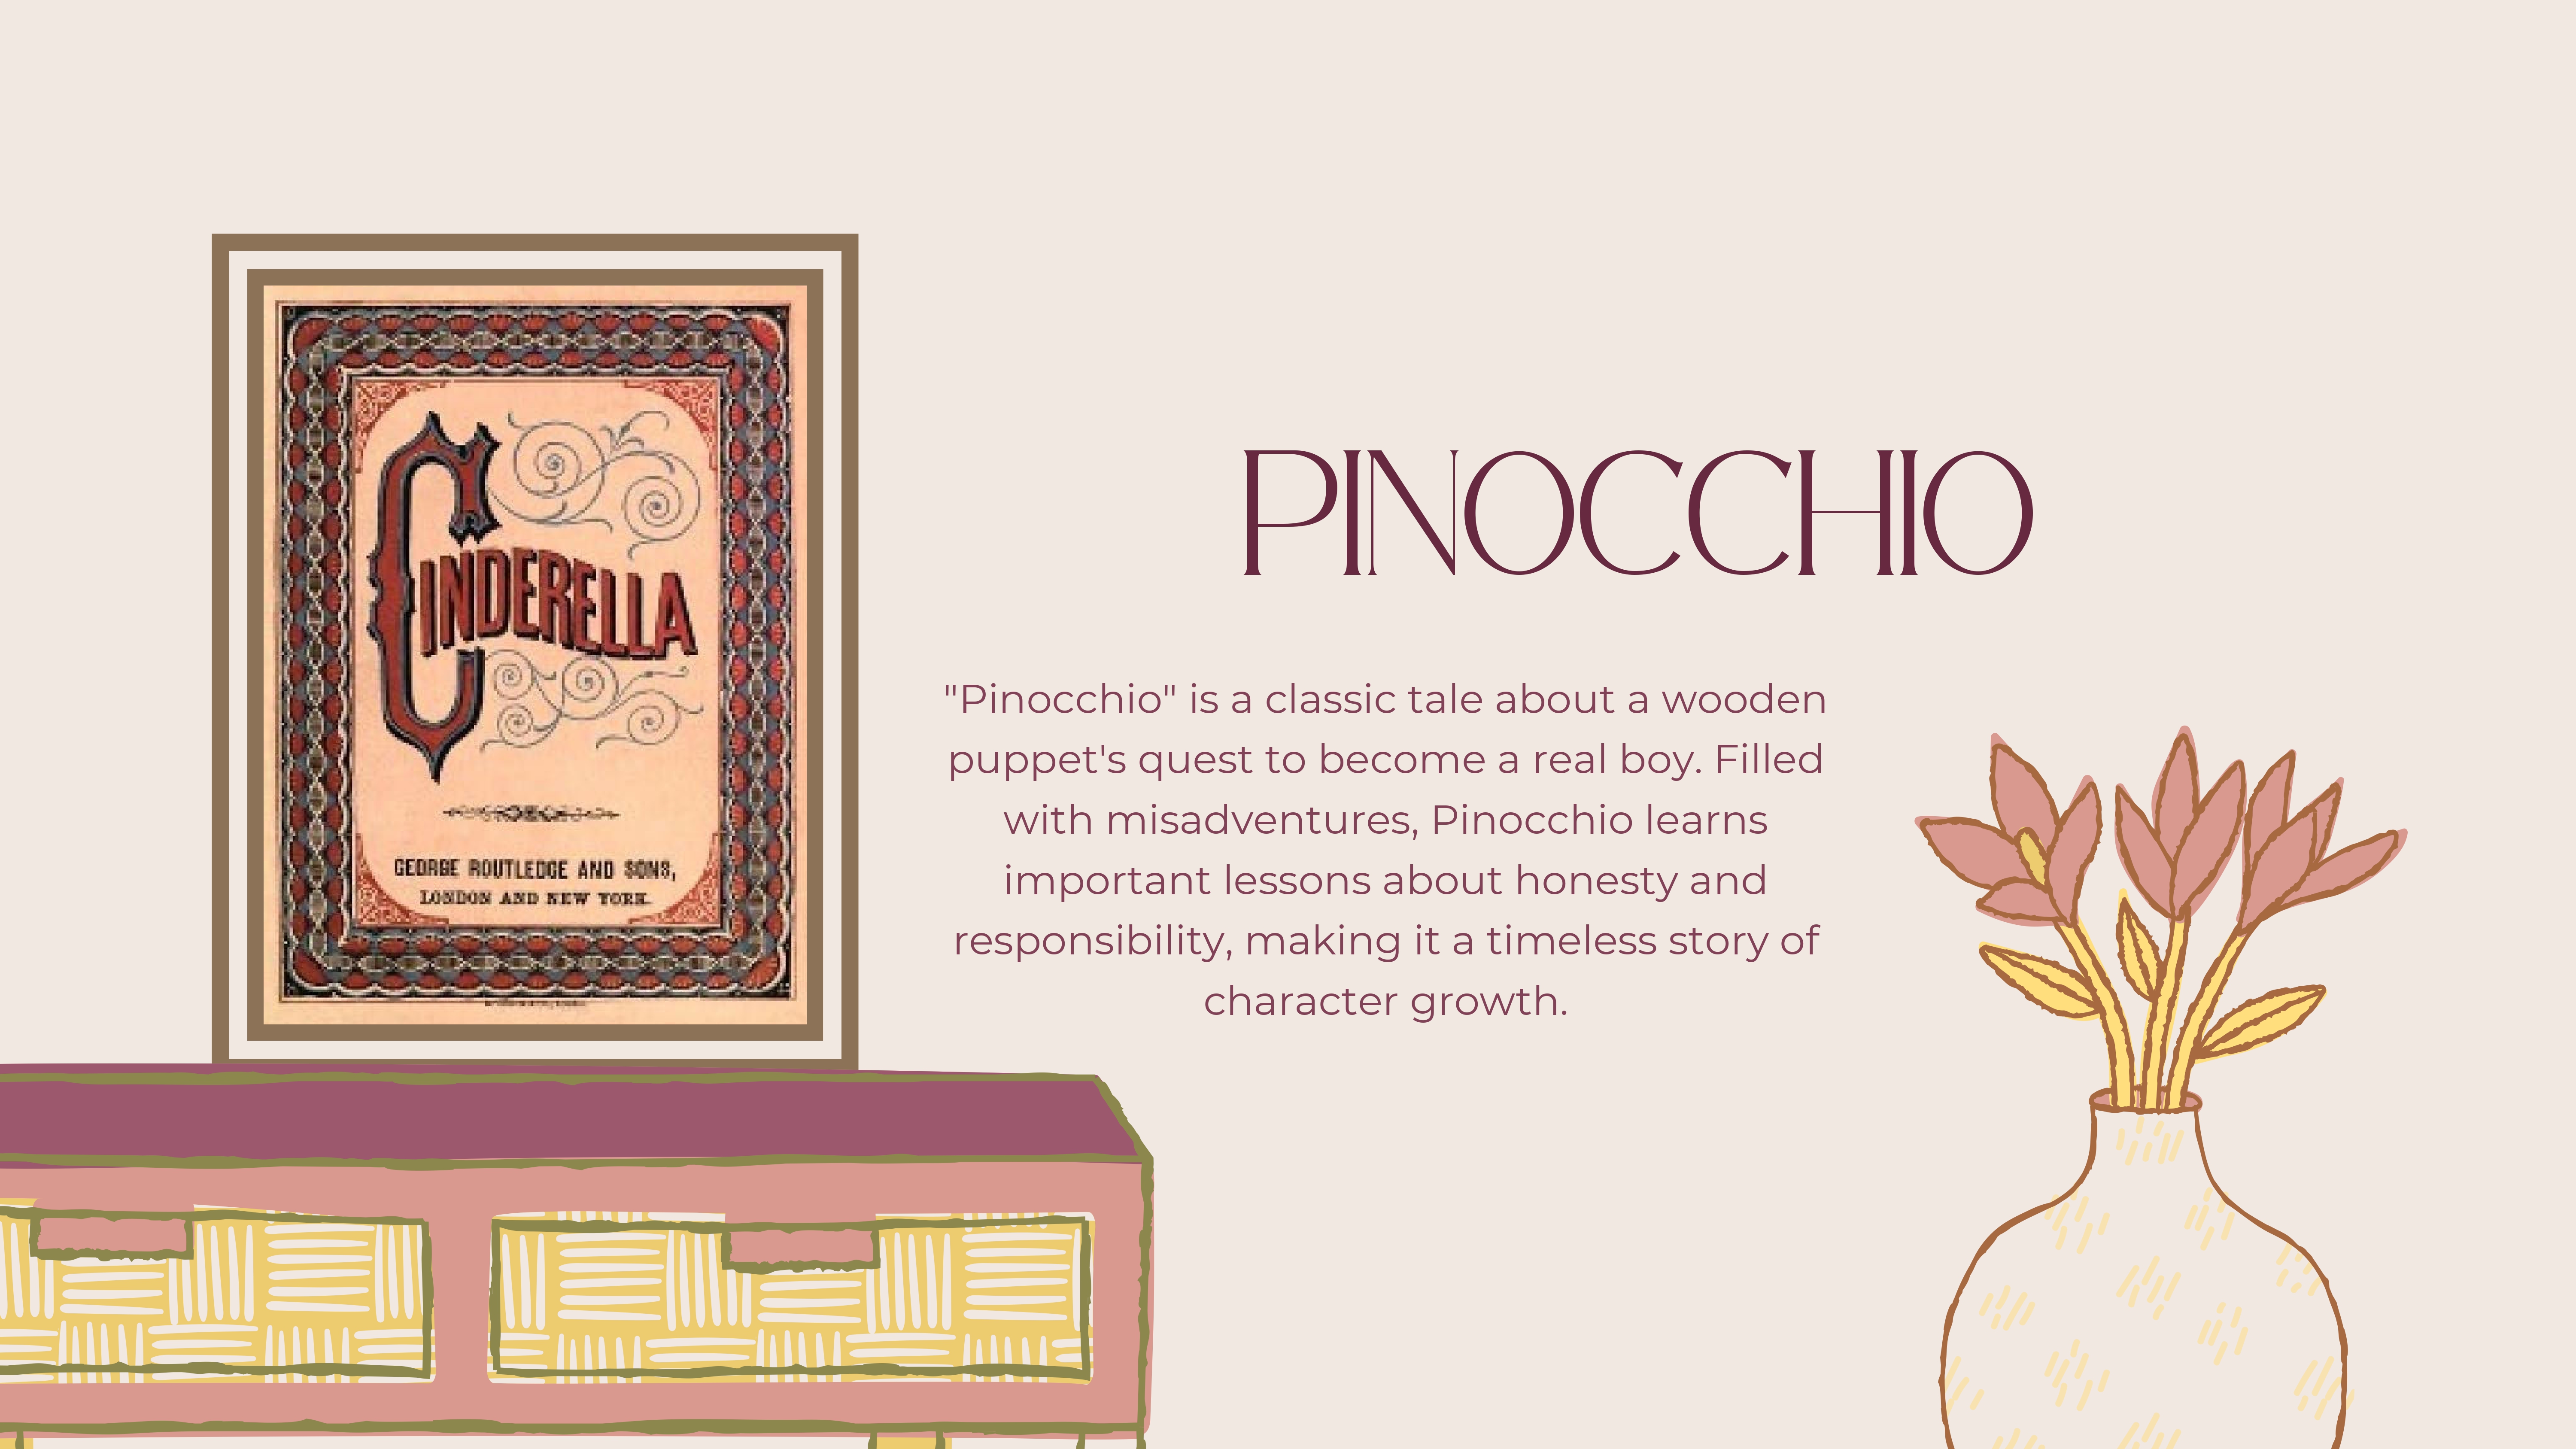 CINDERELLA
GEORGE ROUTLEDGE AND SONS,
LONDON AND NEW YORK.
PINOCCHIO
"Pinocchio" is a classic tale about a wooden
puppet's quest to become a real boy. Filled
with misadventures, Pinocchio learns
important lessons about honesty and
responsibility, making it a timeless story of
character growth.